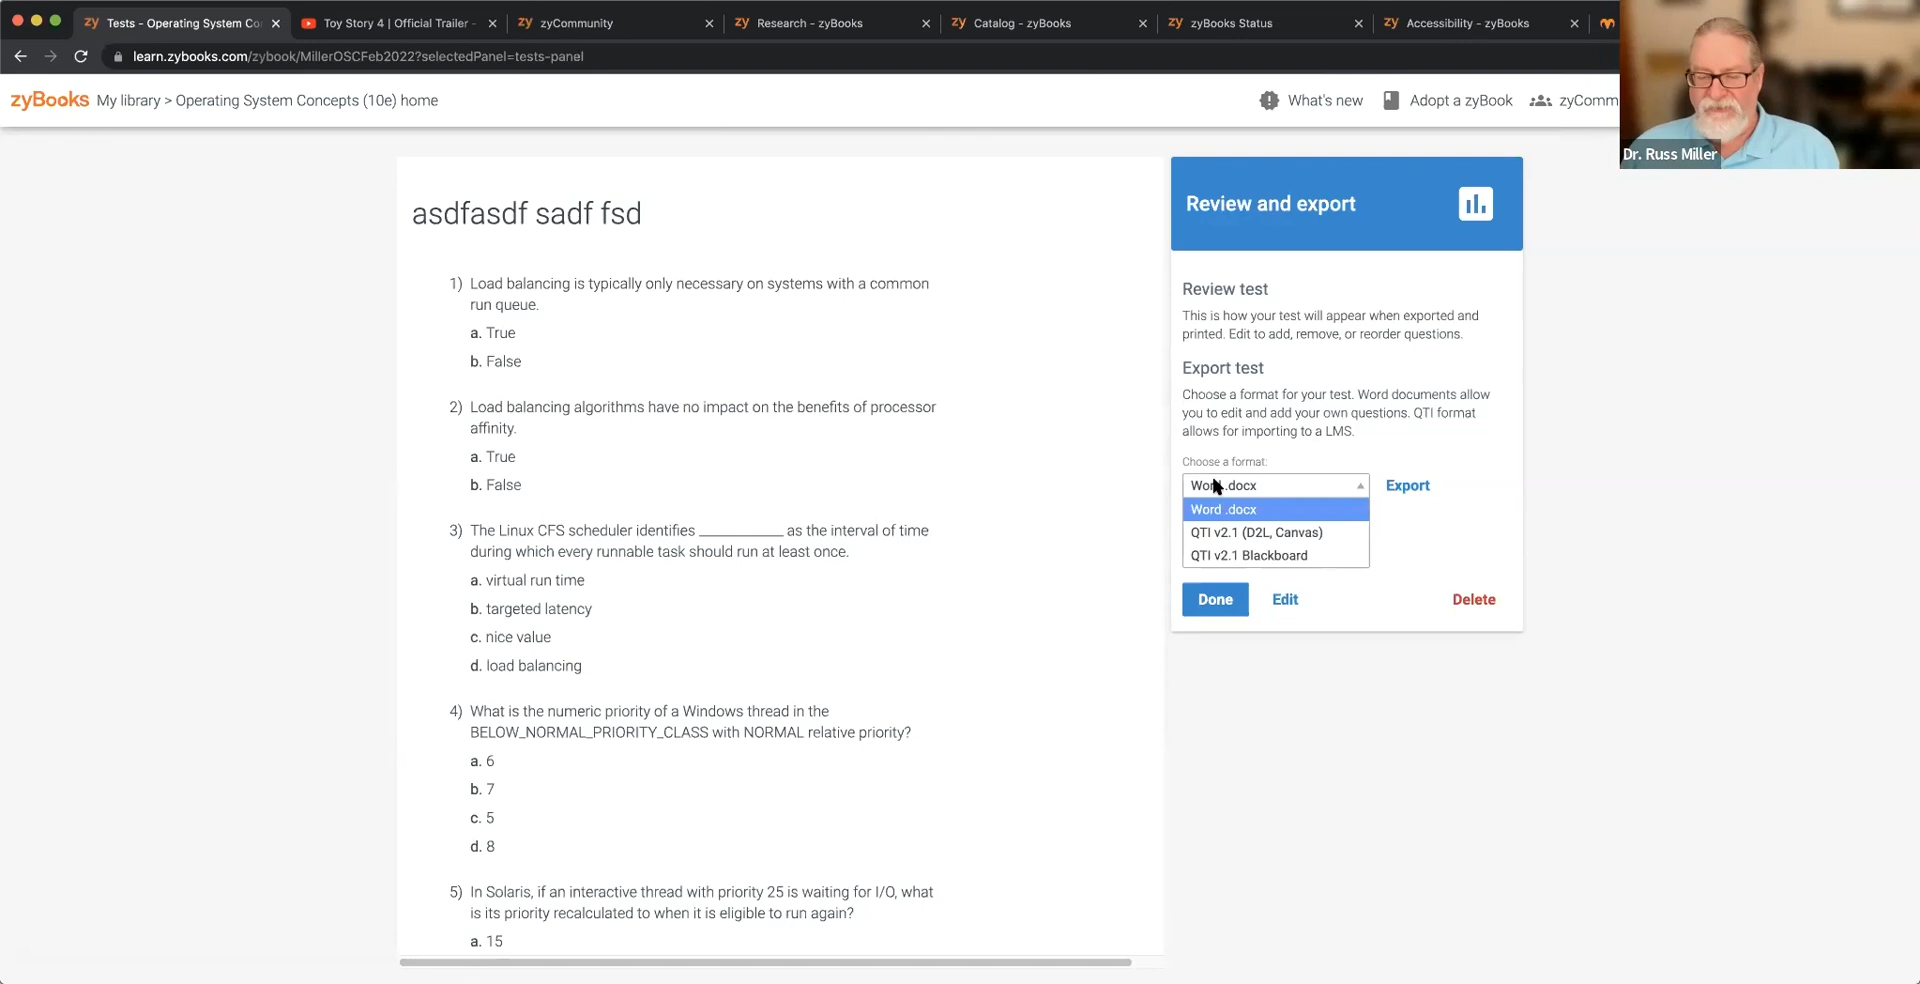 Tests - Operating System Co
Toy Story 4 | Official Trailer -
zy zyCommunity
zy Research - zyBooks
zy Catalog - zyBooks
zy zyBooks Status
zy Accessibility - zyBooks
learn.zybooks.com/zybook/MillerOSCFeb2022?selectedPanel=tests-panel
zyBooks My library > Operating System Concepts (10e) home
What's new
Adopt a zyBook
zyComm
Dr. Russ Miller
asdfasdf sadf fsd
1) Load balancing is typically only necessary on systems with a common
run queue.
a. True
b. False
2) Load balancing algorithms have no impact on the benefits of processor
affinity.
a. True
b. False
3) The Linux CFS scheduler identifies ___________ as the interval of time
during which every runnable task should run at least once.
a. virtual run time
b. targeted latency
c. nice value
d. load balancing
4) What is the numeric priority of a Windows thread in the
BELOW_NORMAL_PRIORITY_CLASS with NORMAL relative priority?
a. 6
b. 7
c. 5
d. 8
5) In Solaris, if an interactive thread with priority 25 is waiting for I/O, what
is its priority recalculated to when it is eligible to run again?
a. 15
Review and export
Review test
This is how your test will appear when exported and
printed. Edit to add, remove, or reorder questions.
Export test
Choose a format for your test. Word documents allow
you to edit and add your own questions. QTI format
allows for importing to a LMS.
Choose a format:
Word .docx
Export
Word .docx
QTI v2.1 (D2L, Canvas)
QTI v2.1 Blackboard
Done
Edit
Delete